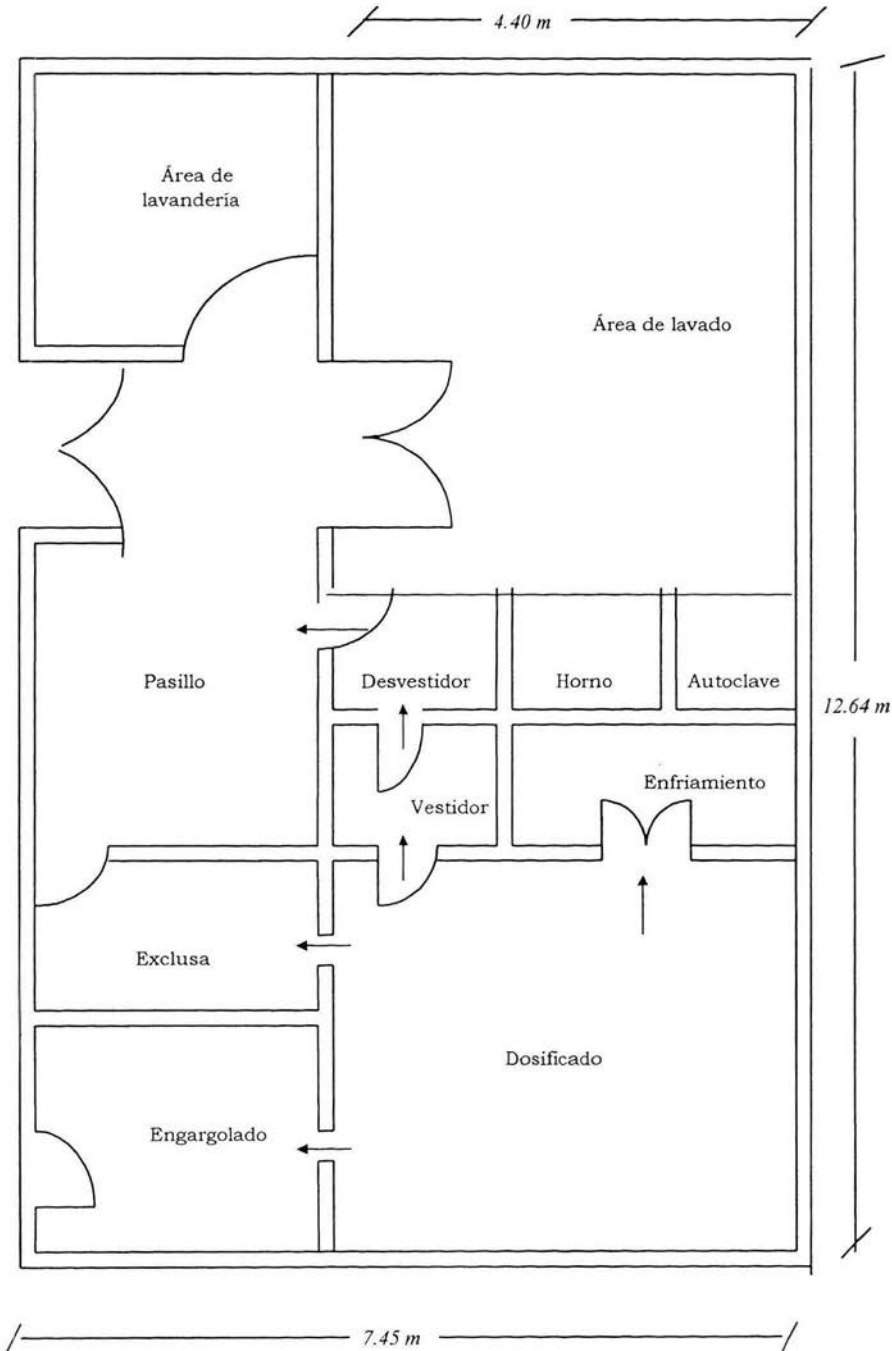 4.40 m
Área de
lavandería
Área de lavado
Pasillo
Desvestidor
Horno
Autoclave
12.64 m
Enfriamiento
Vestidor
Exclusa
Dosificado
Engargolado
7.45 m